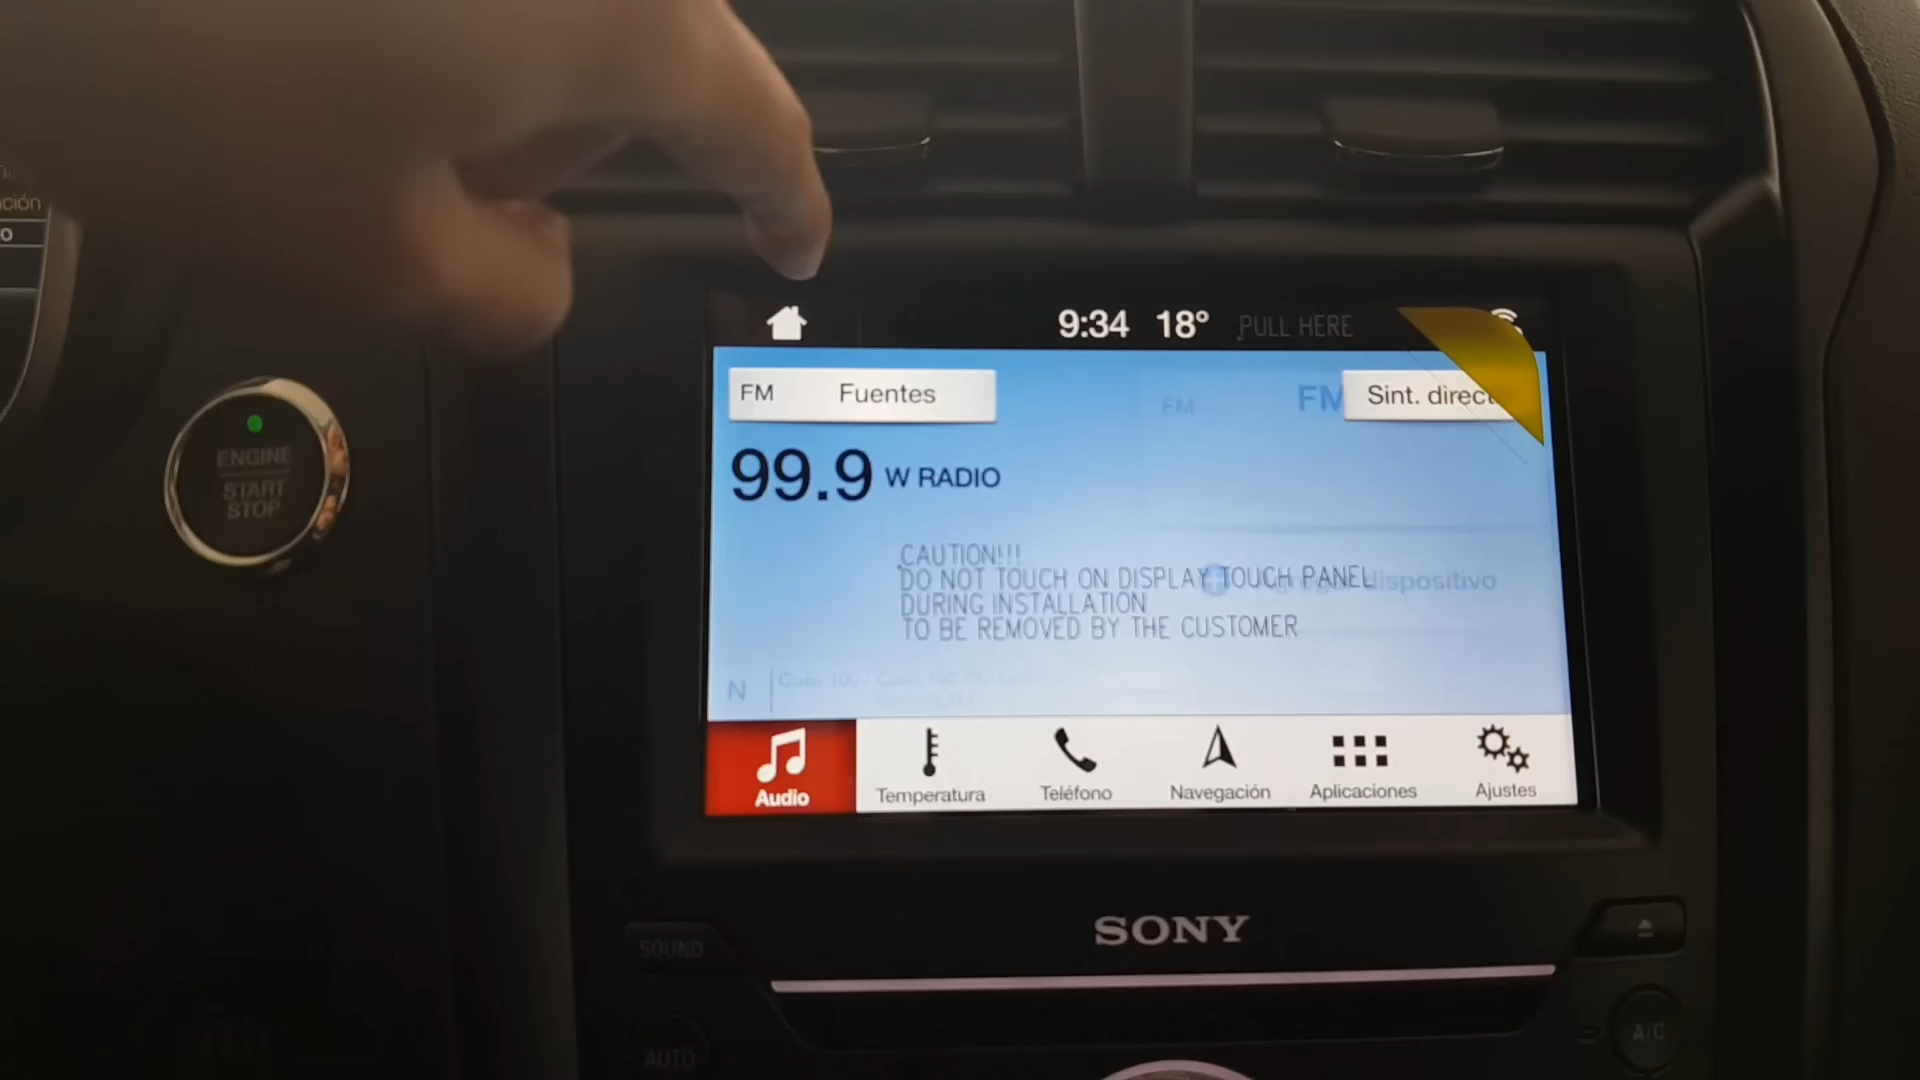 ción
O
ENGINE
START
STOP
9:34 18° PULL HERE
FM Fuentes
FM
FM
Sint. direct
99.9 W RADIO
CAUTION!!!
DO NOT TOUCH ON DISPLAY TOUCH PANEL
dispositivo
DURING INSTALLATION
TO BE REMOVED BY THE CUSTOMER
N
Audio
Temperatura
Teléfono
Navegación
Aplicaciones
Ajustes
SONY
SOUND
AUTO
A/C